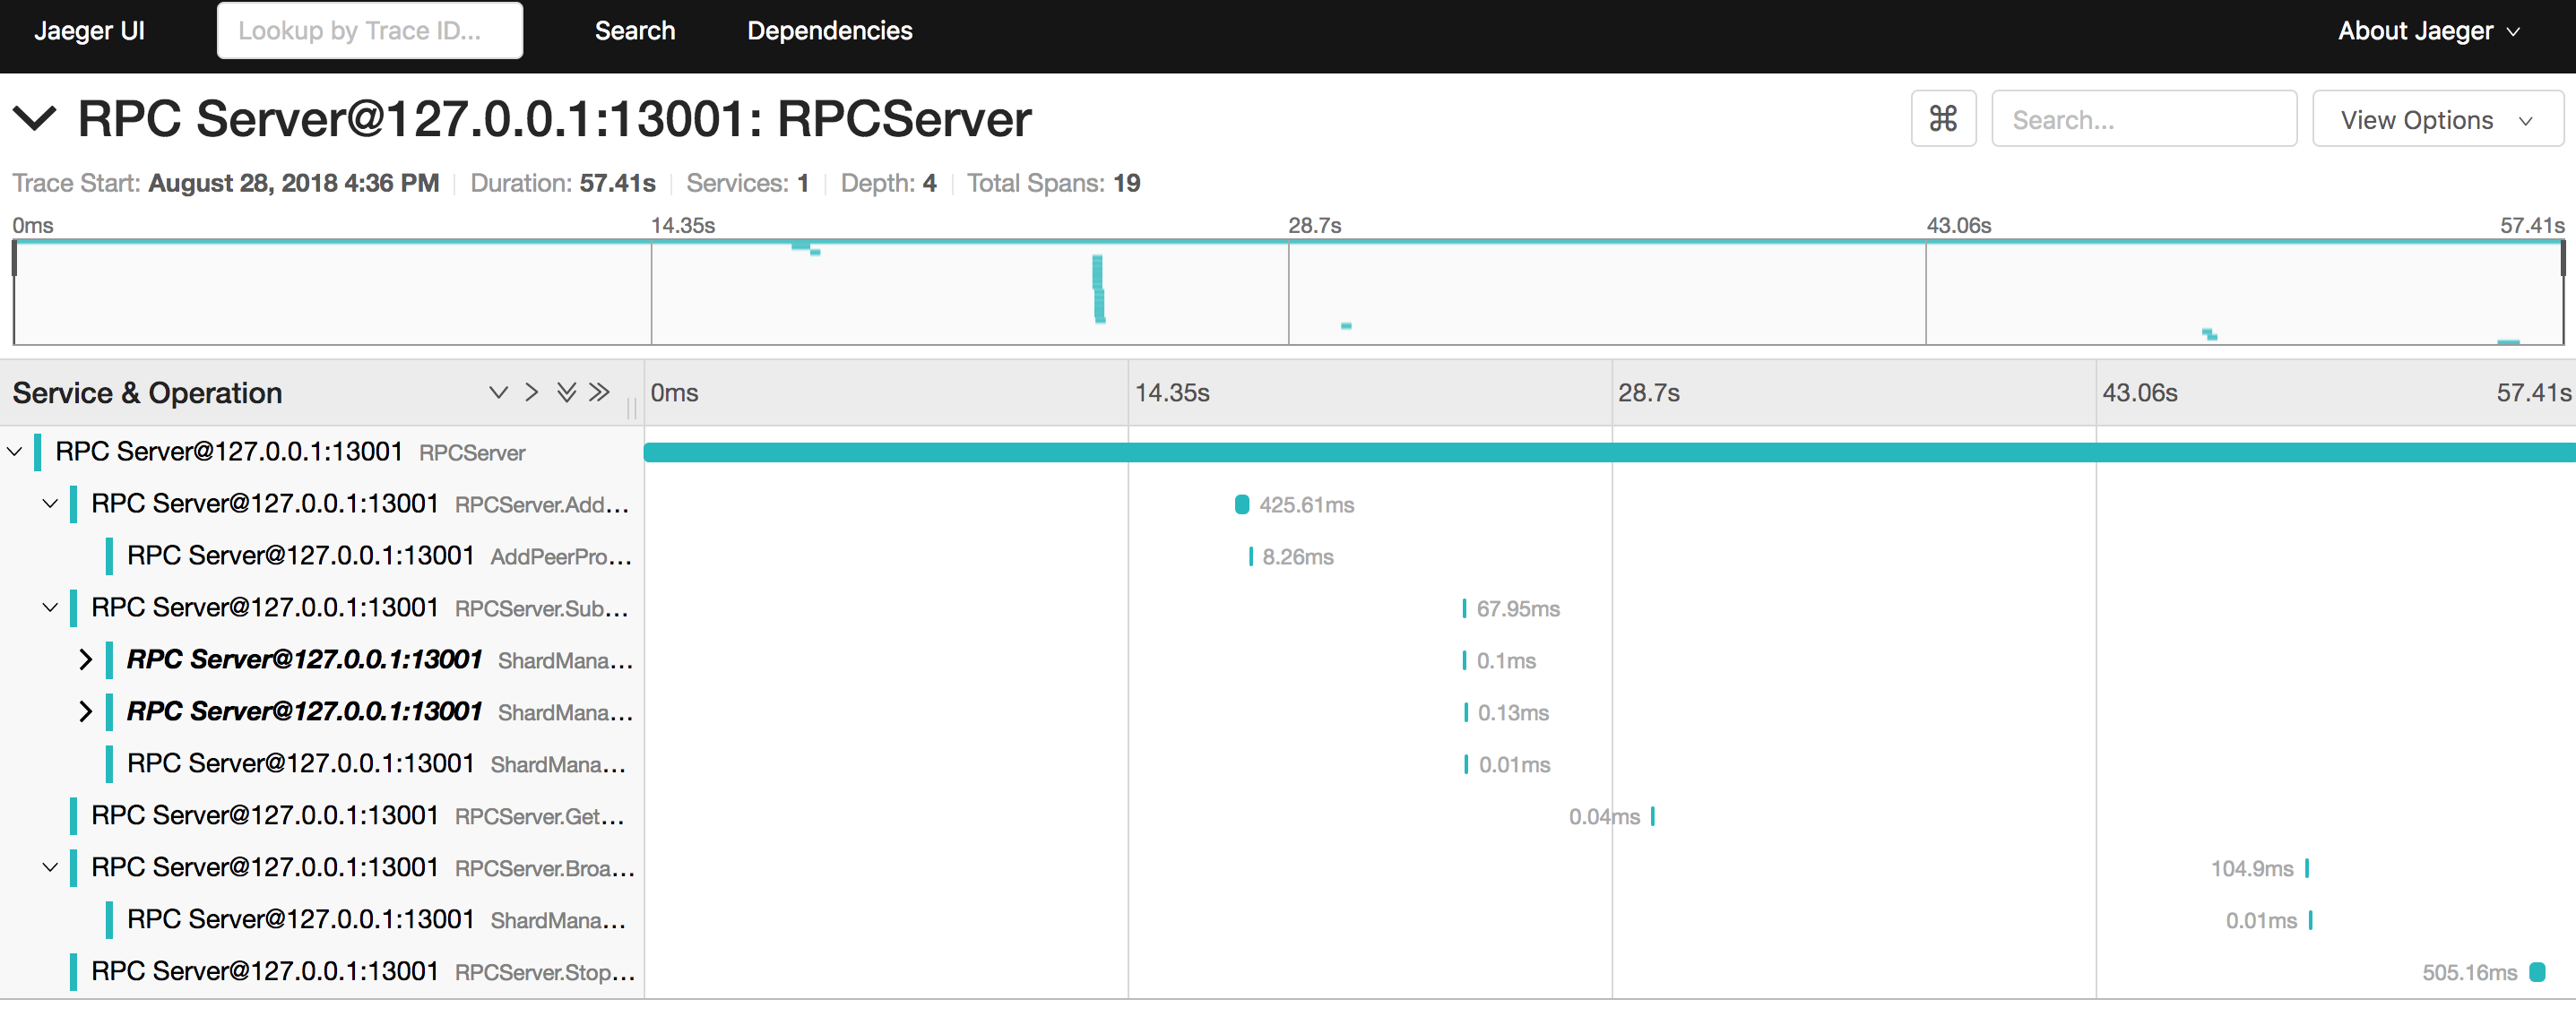 Jaeger UI Lookup by Trace ID... Search Dependencies About Jaeger
RPC Server@127.0.0.1:13001: RPCServer ⌘ Search... View Options
Trace Start: August 28, 2018 4:36 PM Duration: 57.41s Services: 1 Depth: 4 Total Spans: 19
0ms 14.35s 28.7s 43.06s 57.41s
Service & Operation 0ms 14.35s 28.7s 43.06s 57.41s
RPC Server@127.0.0.1:13001 RPCServer
RPC Server@127.0.0.1:13001 RPCServer.Add... 425.61ms
RPC Server@127.0.0.1:13001 AddPeerPro... 8.26ms
RPC Server@127.0.0.1:13001 RPCServer.Sub... 67.95ms
RPC Server@127.0.0.1:13001 ShardMana... 0.1ms
RPC Server@127.0.0.1:13001 ShardMana... 0.13ms
RPC Server@127.0.0.1:13001 ShardMana... 0.01ms
RPC Server@127.0.0.1:13001 RPCServer.Get... 0.04ms
RPC Server@127.0.0.1:13001 RPCServer.Broa... 104.9ms
RPC Server@127.0.0.1:13001 ShardMana... 0.01ms
RPC Server@127.0.0.1:13001 RPCServer.Stop... 505.16ms